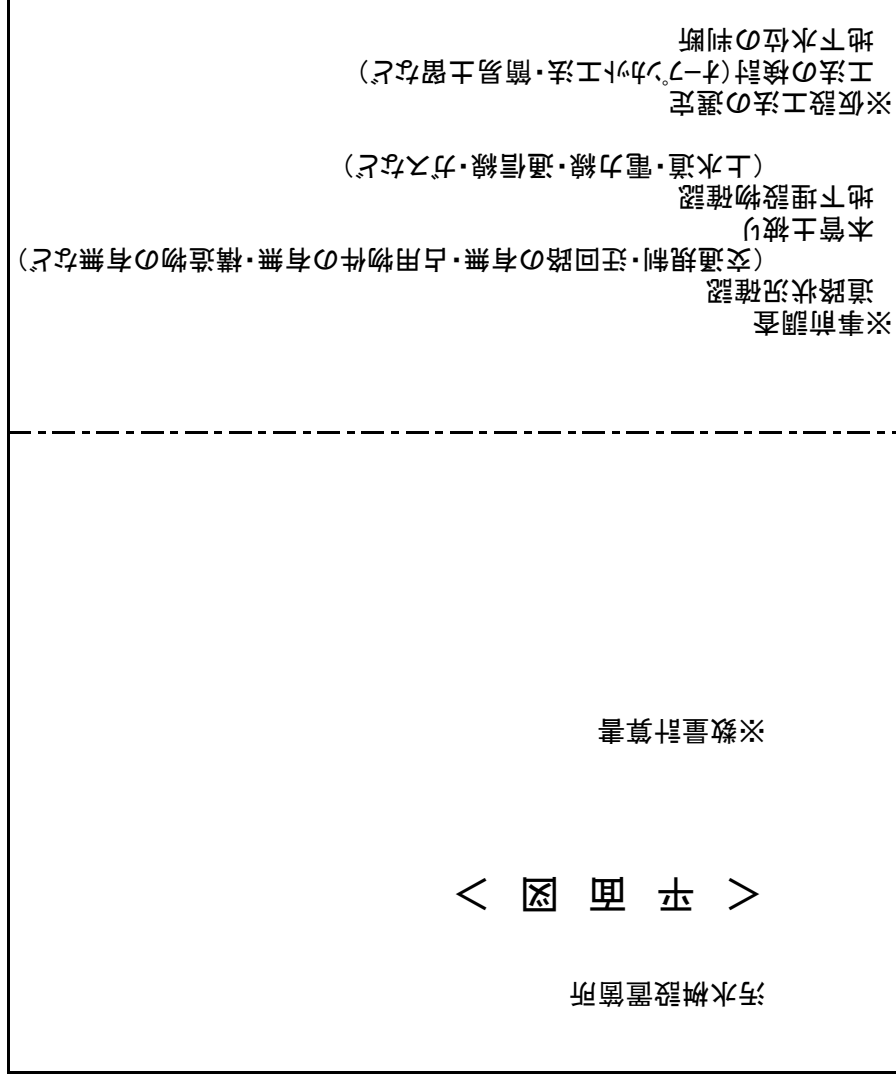 汚水桝設置箇所
＜ 平 面 図 ＞
※数量計算書
※事前調査
道路状況確認
(交通規制・迂回路の有無・占用物件の有無・構造物の有無など)
本管土被り
地下埋設物確認
(上水道・電力線・通信線・ガスなど)
※仮設工法の選定
工法の検討(ｵｰﾌﾟﾝｶｯﾄ工法・簡易土留など)
地下水位の判断